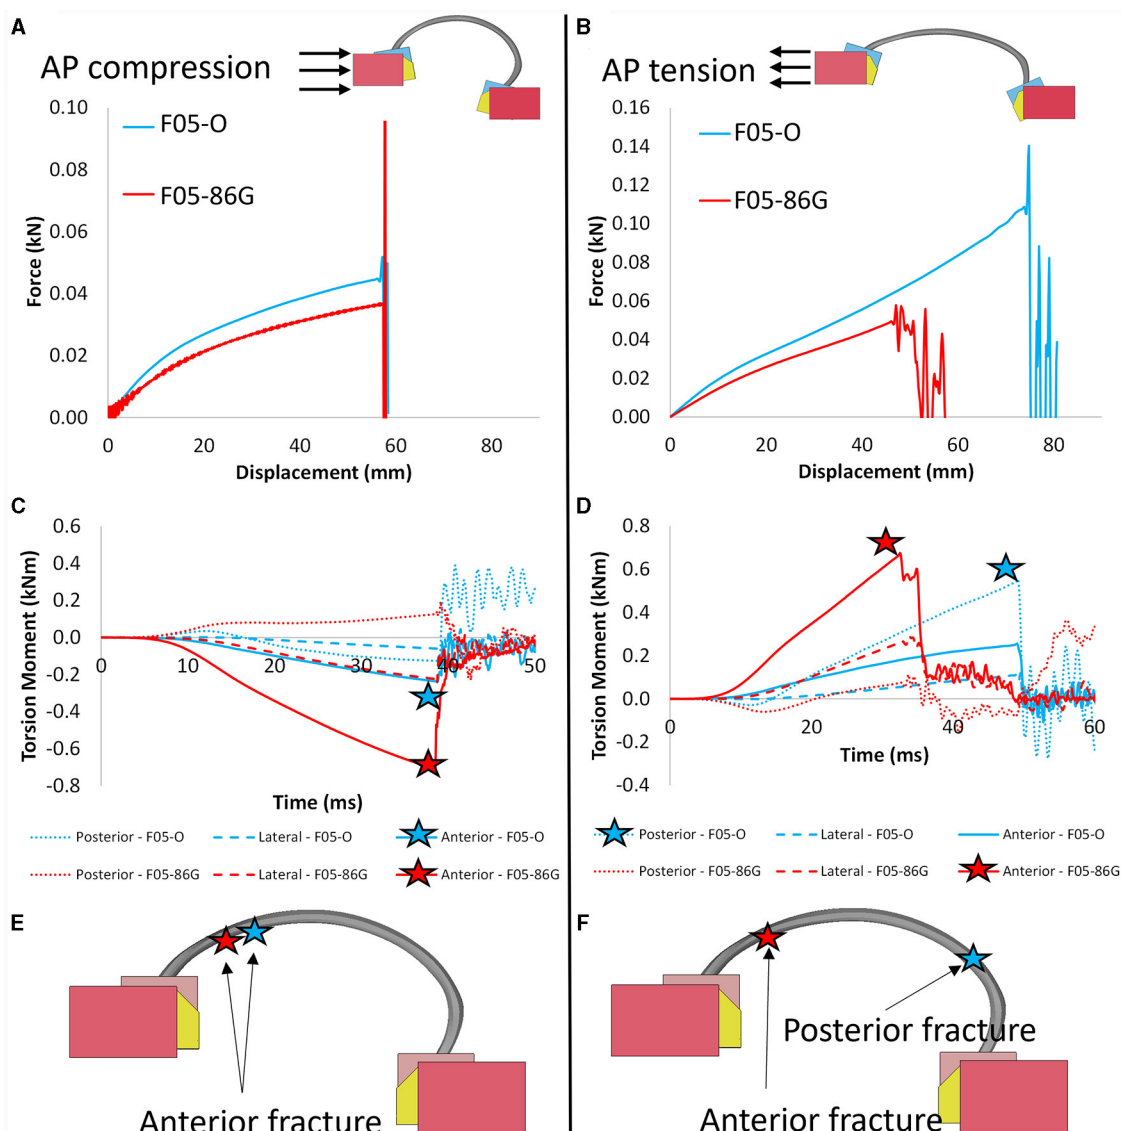 A
AP compression
0.10
0.08
0.06
0.04
0.02
0.00
Force (kN)
F05-O
F05-86G
0 20 40 60 80
Displacement (mm)
B
AP tension
0.16
0.14
0.12
0.10
0.08
0.06
0.04
0.02
0.00
Force (kN)
F05-O
F05-86G
0 20 40 60 80
Displacement (mm)
C
0.6
0.4
0.2
0.0
-0.2
-0.4
-0.6
-0.8
Torsion Moment (kNm)
0 10 20 30 40 50
Time (ms)
Posterior - F05-O Lateral - F05-O Anterior - F05-O
Posterior - F05-86G Lateral - F05-86G Anterior - F05-86G
D
0.8
0.6
0.4
0.2
0.0
-0.2
-0.4
Torsion Moment (kNm)
0 20 40 60
Time (ms)
Posterior - F05-O Lateral - F05-O Anterior - F05-O
Posterior - F05-86G Lateral - F05-86G Anterior - F05-86G
E
Anterior fracture
F
Posterior fracture
Anterior fracture